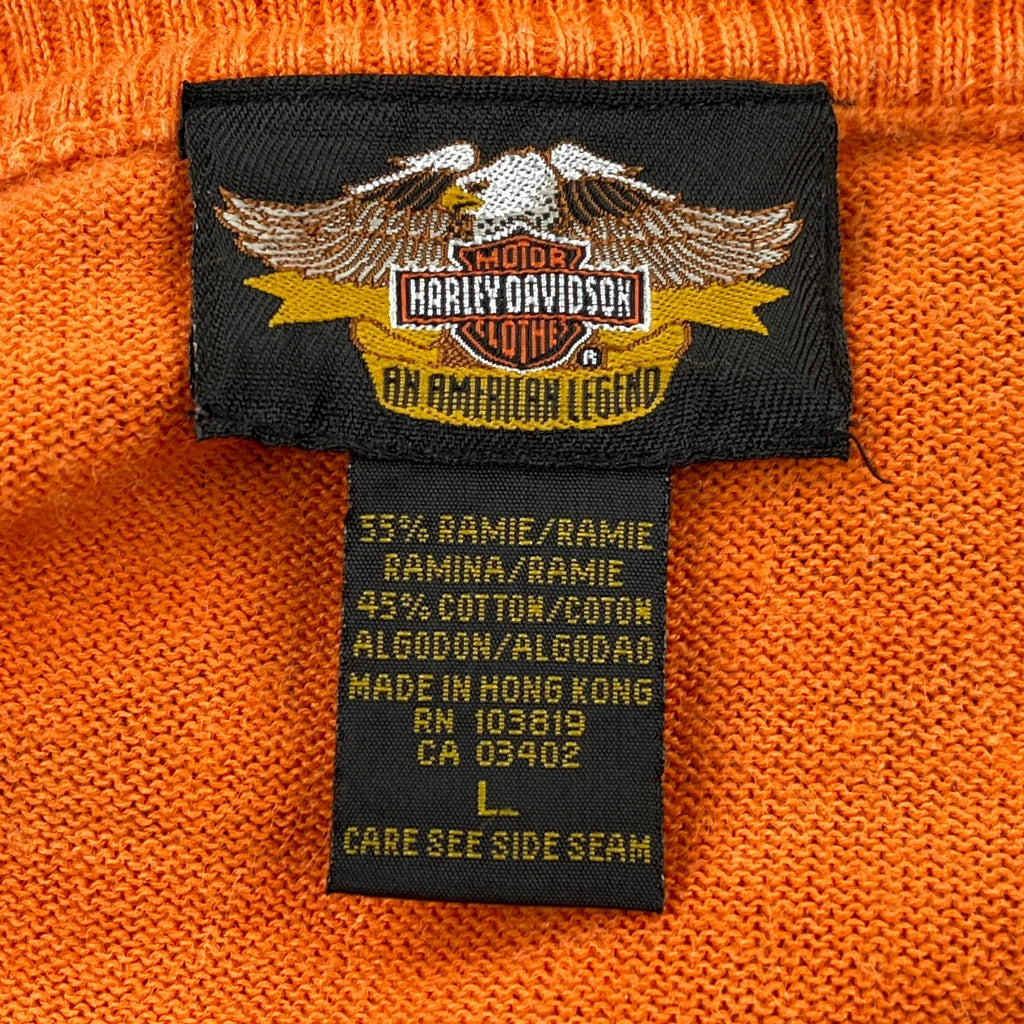 MOTOR
HARLEY DAVIDSON
CLOTHES
®
AN AMERICAN LEGEND
55% RAMIE/RAMIE
RAMINA/RAMIE
45% COTTON/COTON
ALGODON/ALGODAO
MADE IN HONG KONG
RN 103819
CA 03402
L
CARE SEE SIDE SEAM